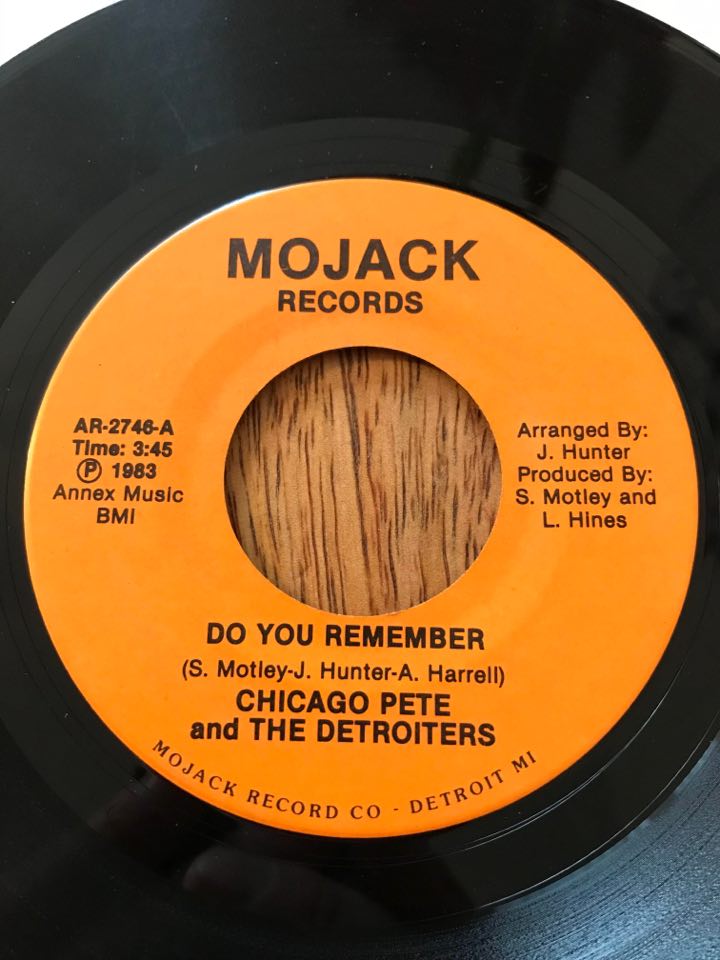 MOJACK
RECORDS
AR-2746-A
Time: 3:45
Ⓟ 1983
Annex Music
BMI
Arranged By:
J. Hunter
Produced By:
S. Motley and
L. Hines
DO YOU REMEMBER
(S. Motley-J. Hunter-A. Harrell)
CHICAGO PETE
and THE DETROITERS
MOJACK RECORD CO - DETROIT MI